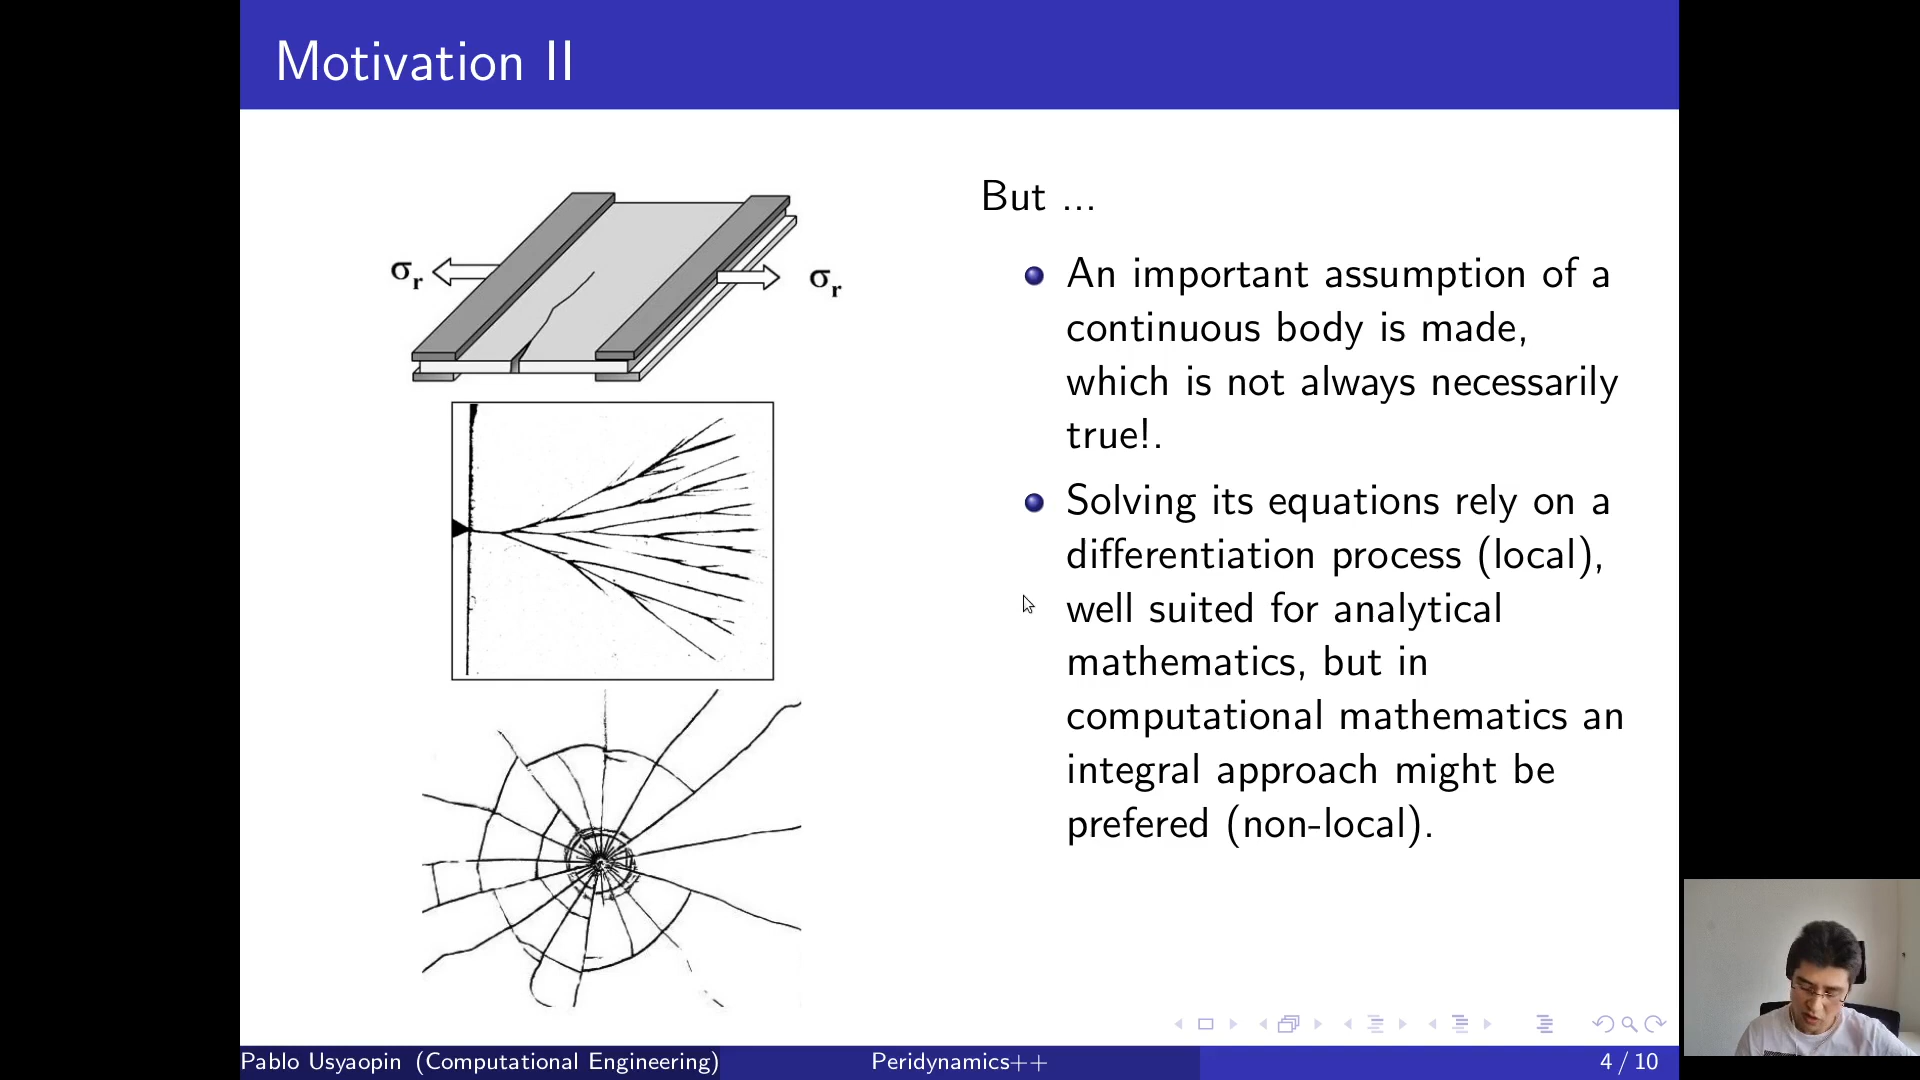 Motivation II
σr
σr
But ...
An important assumption of a
continuous body is made,
which is not always necessarily
true!.
Solving its equations rely on a
differentiation process (local),
well suited for analytical
mathematics, but in
computational mathematics an
integral approach might be
prefered (non-local).
Pablo Usyaopin (Computational Engineering)
Peridynamics++
4 / 10